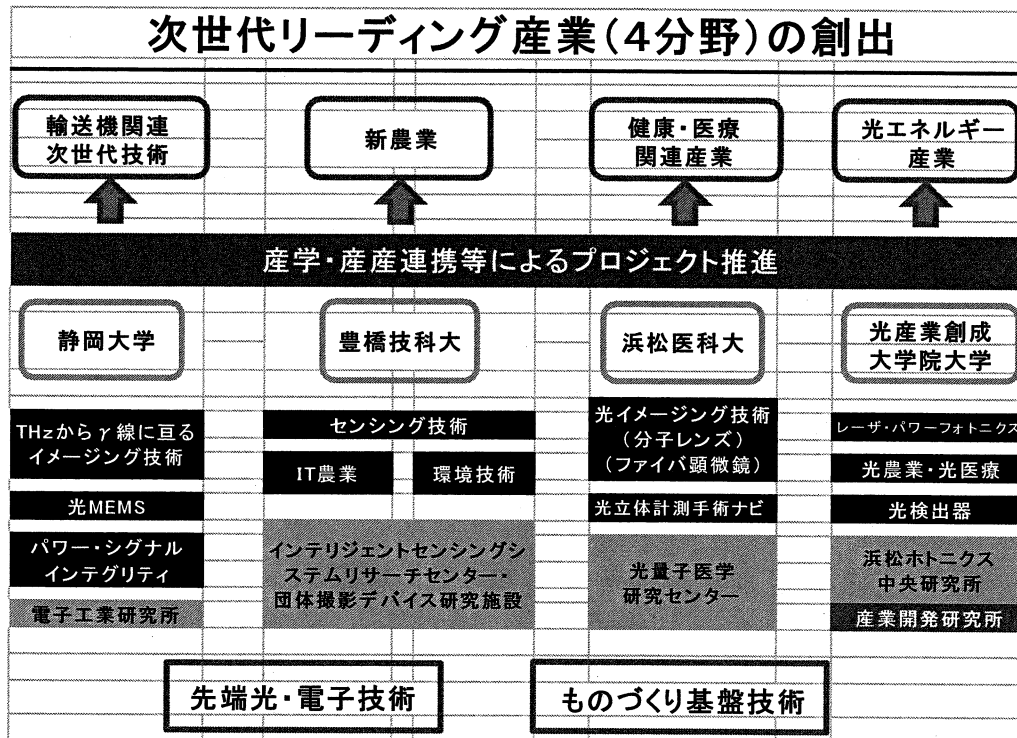 次世代リーディング産業(4分野)の創出
輸送機関連
次世代技術
新農業
健康・医療
関連産業
光エネルギー
産業
産学・産産連携等によるプロジェクト推進
静岡大学
豊橋技科大
浜松医科大
光産業創成
大学院大学
THzからγ線に亘る
イメージング技術
光MEMS
パワー・シグナル
インテグリティ
電子工業研究所
センシング技術
IT農業
環境技術
インテリジェントセンシングシ
ステムリサーチセンター・
団体撮影デバイス研究施設
光イメージング技術
(分子レンズ)
(ファイバ顕微鏡)
光立体計測手術ナビ
光量子医学
研究センター
レーザ・パワーフォトニクス
光農業・光医療
光検出器
浜松ホトニクス
中央研究所
産業開発研究所
先端光・電子技術
ものづくり基盤技術